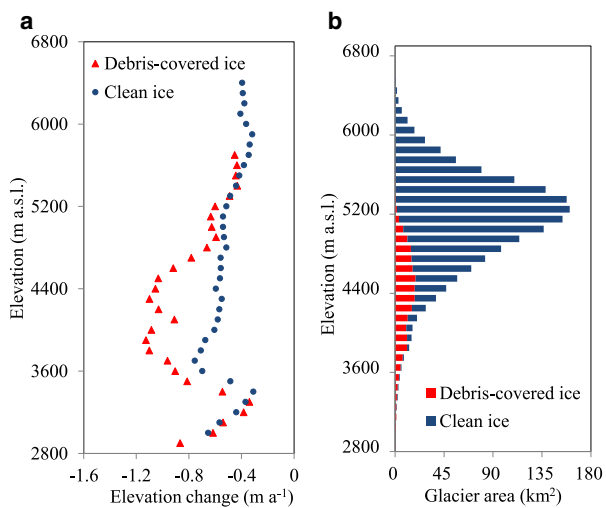 a
6800
6000
5200
4400
3600
2800
Elevation (m a.s.l.)
Debris-covered ice
Clean ice
-1.6 -1.2 -0.8 -0.4 0
Elevation change (m a-1)
b
6800
6000
5200
4400
3600
2800
Elevation (m a.s.l.)
Debris-covered ice
Clean ice
0 45 90 135 180
Glacier area (km2)